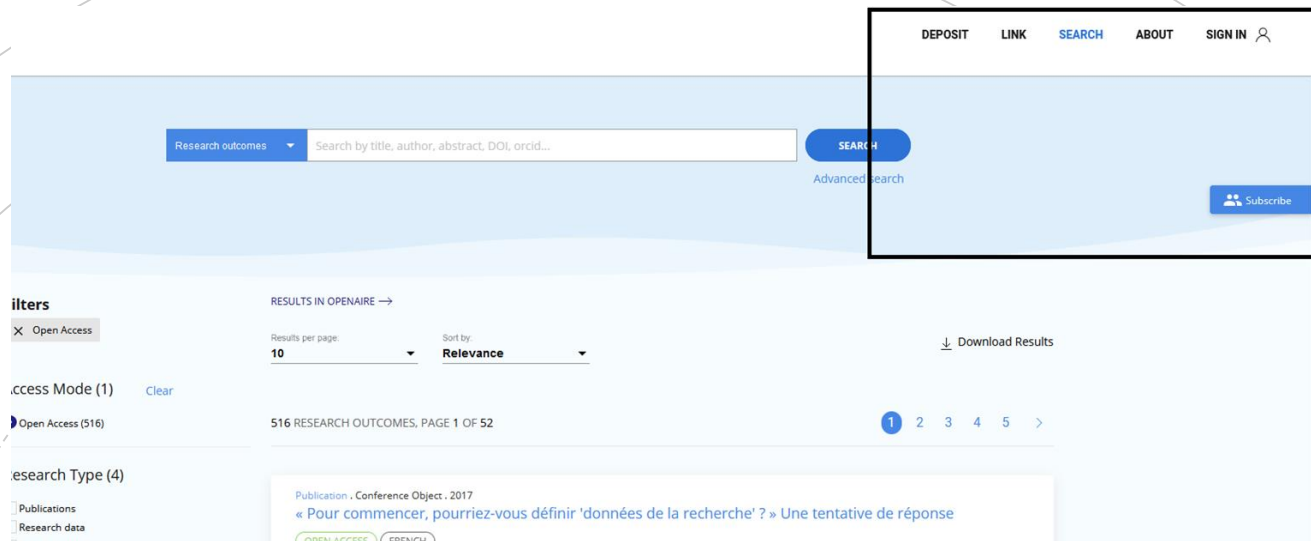 DEPOSIT LINK SEARCH ABOUT SIGN IN
Research outcomes Search by title, author, abstract, DOI, orcid... SEARCH
Advanced search
Subscribe
ilters
RESULTS IN OPENAIRE →
X Open Access
Results per page: Sort by:
10 Relevance
Download Results
ccess Mode (1) Clear
Open Access (516)
516 RESEARCH OUTCOMES, PAGE 1 OF 52
1 2 3 4 5 >
esearch Type (4)
Publications
Research data
Publication . Conference Object . 2017
« Pour commencer, pourriez-vous définir 'données de la recherche' ? » Une tentative de réponse
OPEN ACCESS FRENCH